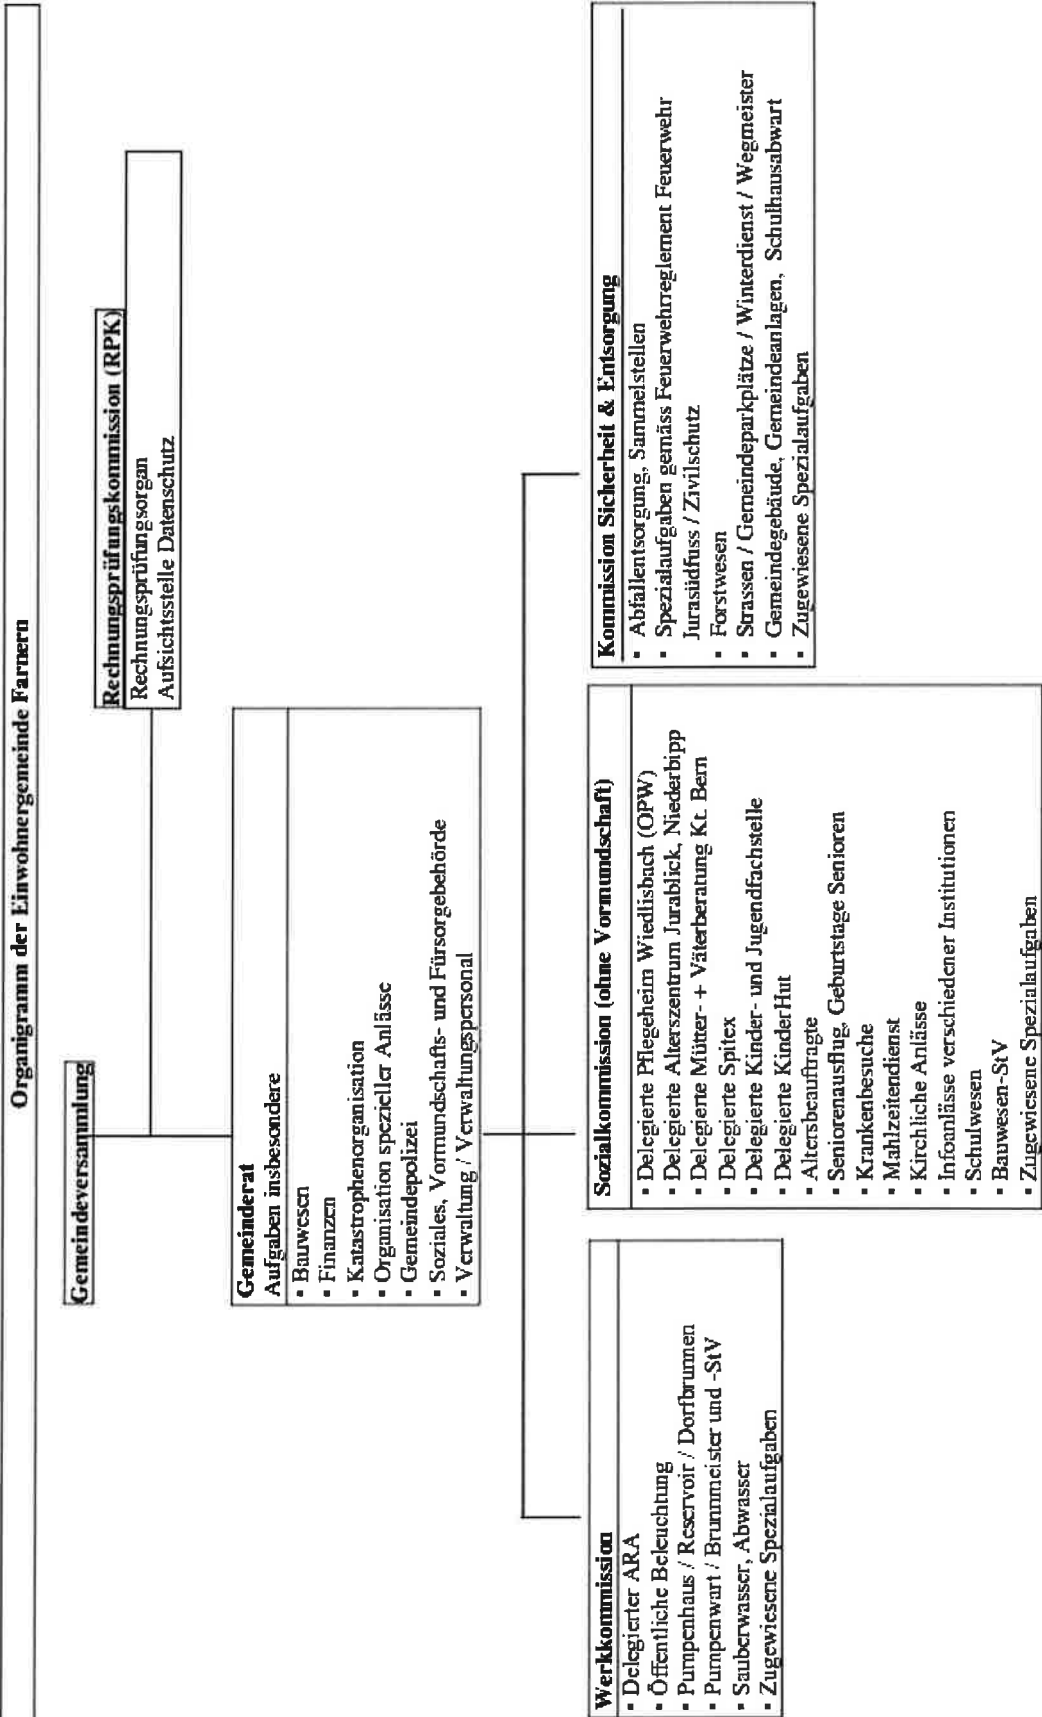 Organigramm der Einwohnergemeinde Farnern
Gemeindeversammlung
Rechnungsprüfungskommission (RPK)
Rechnungsprüfungsorgan
Aufsichtsstelle Datenschutz
Gemeinderat
Aufgaben insbesondere
▪ Bauwesen
▪ Finanzen
▪ Katastrophenorganisation
▪ Organisation spezieller Anlässe
▪ Gemeindepolizei
▪ Soziales, Vormundschafts- und Fürsorgebehörde
▪ Verwaltung / Verwaltungspersonal
Werkkommission
▪ Delegierter ARA
▪ Öffentliche Beleuchtung
▪ Pumpenhaus / Reservoir / Dorfbrunnen
▪ Pumpenwart / Brunnmeister und -StV
▪ Sauberwasser, Abwasser
▪ Zugewiesene Spezialaufgaben
Sozialkommission (ohne Vormundschaft)
▪ Delegierte Pflegeheim Wiedlisbach (OPW)
▪ Delegierte Alterszentrum Jurablick, Niederbipp
▪ Delegierte Mütter- + Väterberatung Kt. Bern
▪ Delegierte Spitex
▪ Delegierte Kinder- und Jugendfachstelle
▪ Delegierte KinderHut
▪ Altersbeauftragte
▪ Seniorenausflug, Geburtstage Senioren
▪ Krankenbesuche
▪ Mahlzeitendienst
▪ Kirchliche Anlässe
▪ Infoanlässe verschiedener Institutionen
▪ Schulwesen
▪ Bauwesen-StV
▪ Zugewiesene Spezialaufgaben
Kommission Sicherheit & Entsorgung
▪ Abfallentsorgung, Sammelstellen
▪ Spezialaufgaben gemäss Feuerwehrreglement Feuerwehr
Jurasüdfuss / Zivilschutz
▪ Forstwesen
▪ Strassen / Gemeindeparkplätze / Winterdienst / Wegmeister
▪ Gemeindegebäude, Gemeindeanlagen, Schulhausabwart
▪ Zugewiesene Spezialaufgaben